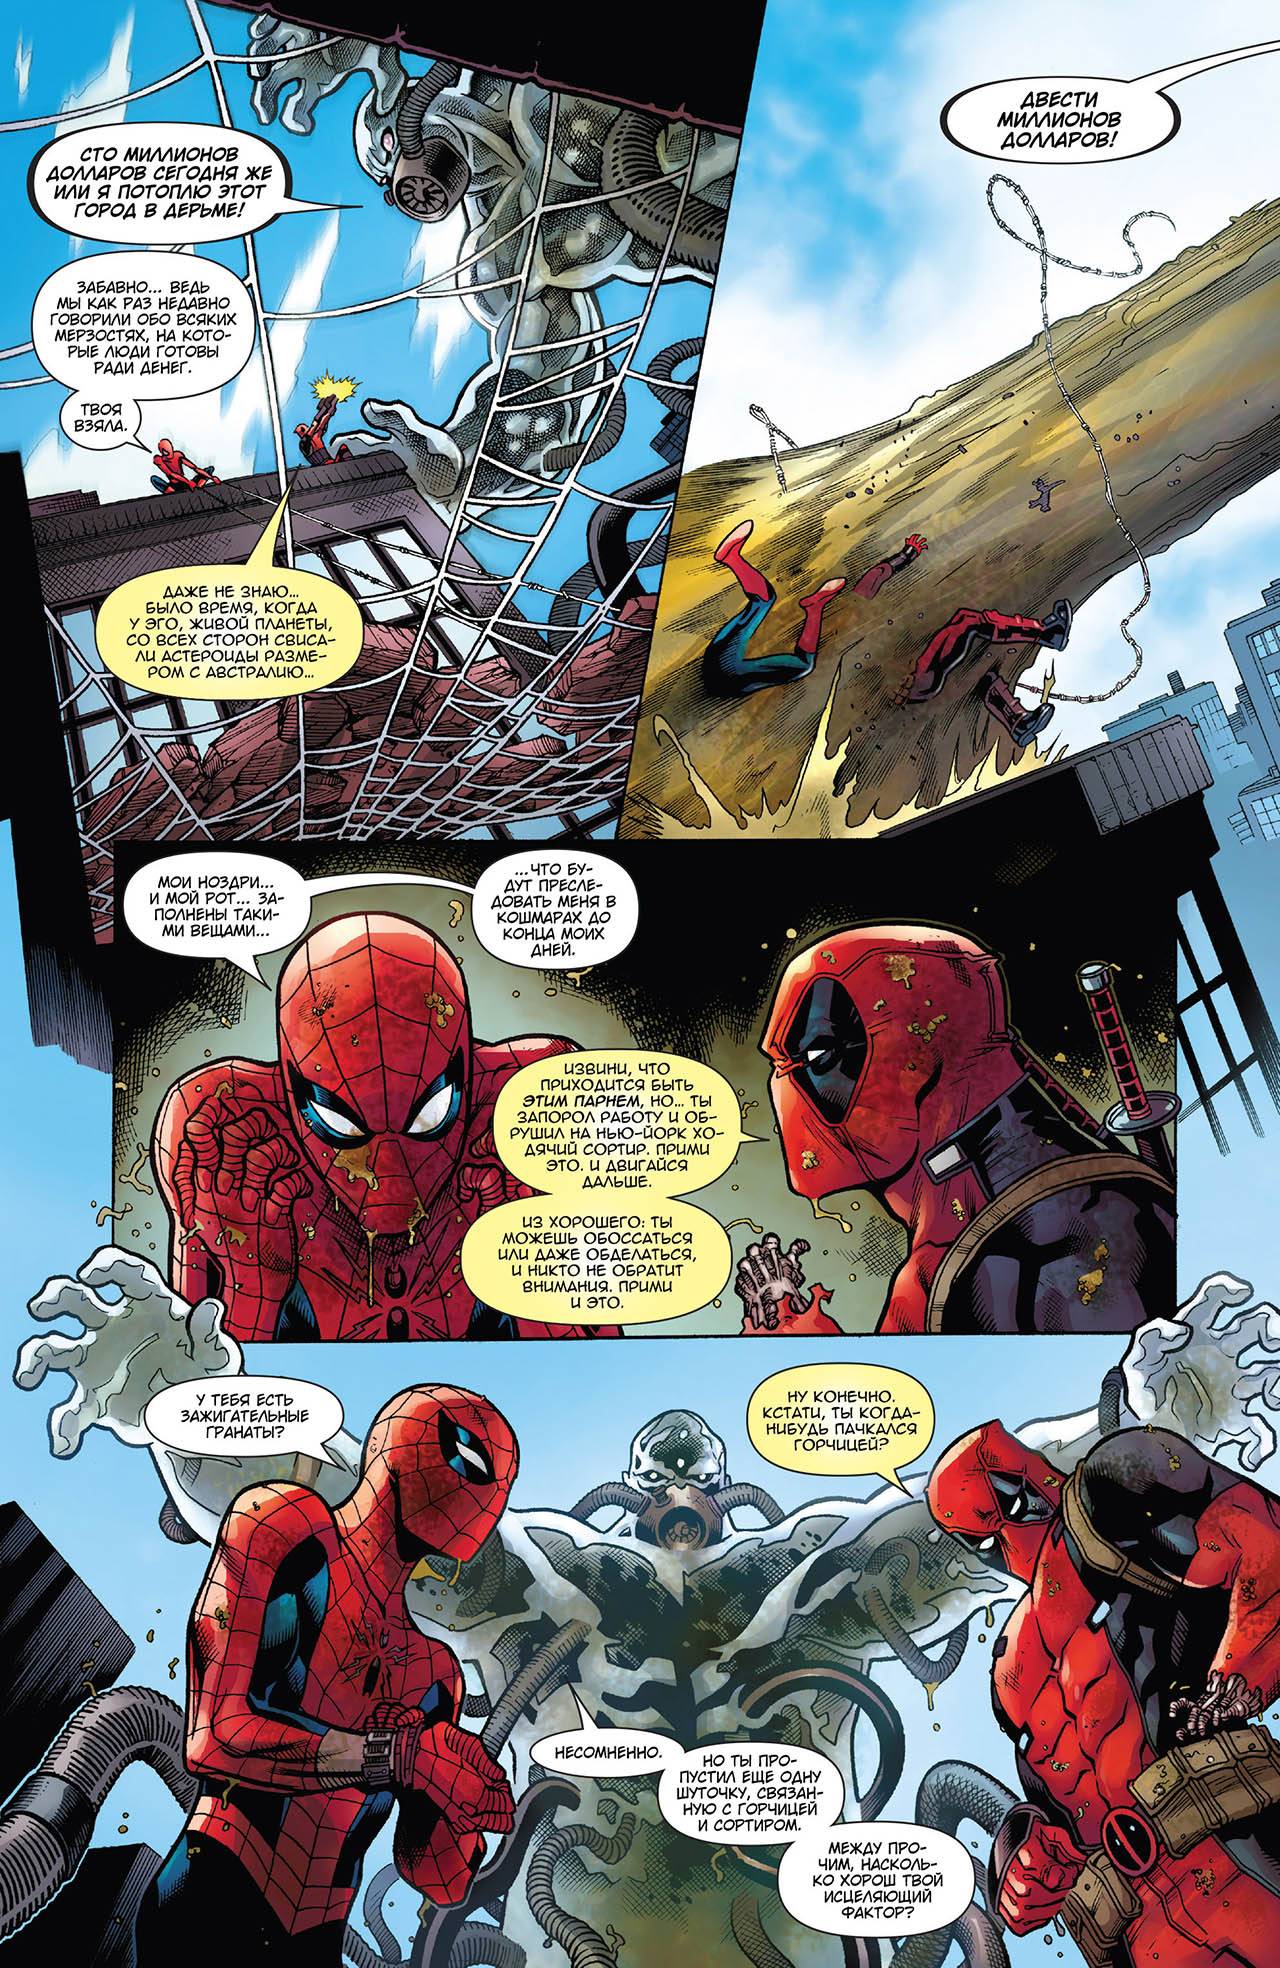 СТО МИЛЛИОНОВ
ДОЛЛАРОВ СЕГОДНЯ ЖЕ
ИЛИ Я ПОТОПЛЮ ЭТОТ
ГОРОД В ДЕРЬМЕ!
ЗАБАВНО... ВЕДЬ
МЫ КАК РАЗ НЕДАВНО
ГОВОРИЛИ ОБО ВСЯКИХ
МЕРЗОСТЯХ, НА КОТО-
РЫЕ ЛЮДИ ГОТОВЫ
РАДИ ДЕНЕГ.
ТВОЯ
ВЗЯЛА.
ДАЖЕ НЕ ЗНАЮ...
БЫЛО ВРЕМЯ, КОГДА
У ЭГО, ЖИВОЙ ПЛАНЕТЫ,
СО ВСЕХ СТОРОН СВИСА-
ЛИ АСТЕРОИДЫ РАЗМЕ-
РОМ С АВСТРАЛИЮ...
ДВЕСТИ
МИЛЛИОНОВ
ДОЛЛАРОВ!
МОИ НОЗДРИ...
И МОЙ РОТ... ЗА-
ПОЛНЕНЫ ТАКИ-
МИ ВЕЩАМИ...
...ЧТО БУ-
ДУТ ПРЕСЛЕ-
ДОВАТЬ МЕНЯ В
КОШМАРАХ ДО
КОНЦА МОИХ
ДНЕЙ.
ИЗВИНИ, ЧТО
ПРИХОДИТСЯ БЫТЬ
ЭТИМ ПАРНЕМ, НО... ТЫ
ЗАПОРОЛ РАБОТУ И ОБ-
РУШИЛ НА НЬЮ-ЙОРК ХО-
ДЯЧИЙ СОРТИР. ПРИМИ
ЭТО. И ДВИГАЙСЯ
ДАЛЬШЕ.
ИЗ ХОРОШЕГО: ТЫ
МОЖЕШЬ ОБОССАТЬСЯ
ИЛИ ДАЖЕ ОБДЕЛАТЬСЯ,
И НИКТО НЕ ОБРАТИТ
ВНИМАНИЯ. ПРИМИ
И ЭТО.
У ТЕБЯ ЕСТЬ
ЗАЖИГАТЕЛЬНЫЕ
ГРАНАТЫ?
НУ КОНЕЧНО.
КСТАТИ, ТЫ КОГДА-
НИБУДЬ ПАЧКАЛСЯ
ГОРЧИЦЕЙ?
НЕСОМНЕННО.
НО ТЫ ПРО-
ПУСТИЛ ЕЩЕ ОДНУ
ШУТОЧКУ, СВЯЗАН-
НУЮ С ГОРЧИЦЕЙ
И СОРТИРОМ.
МЕЖДУ ПРО-
ЧИМ, НАСКОЛЬ-
КО ХОРОШ ТВОЙ
ИСЦЕЛЯЮЩИЙ
ФАКТОР?